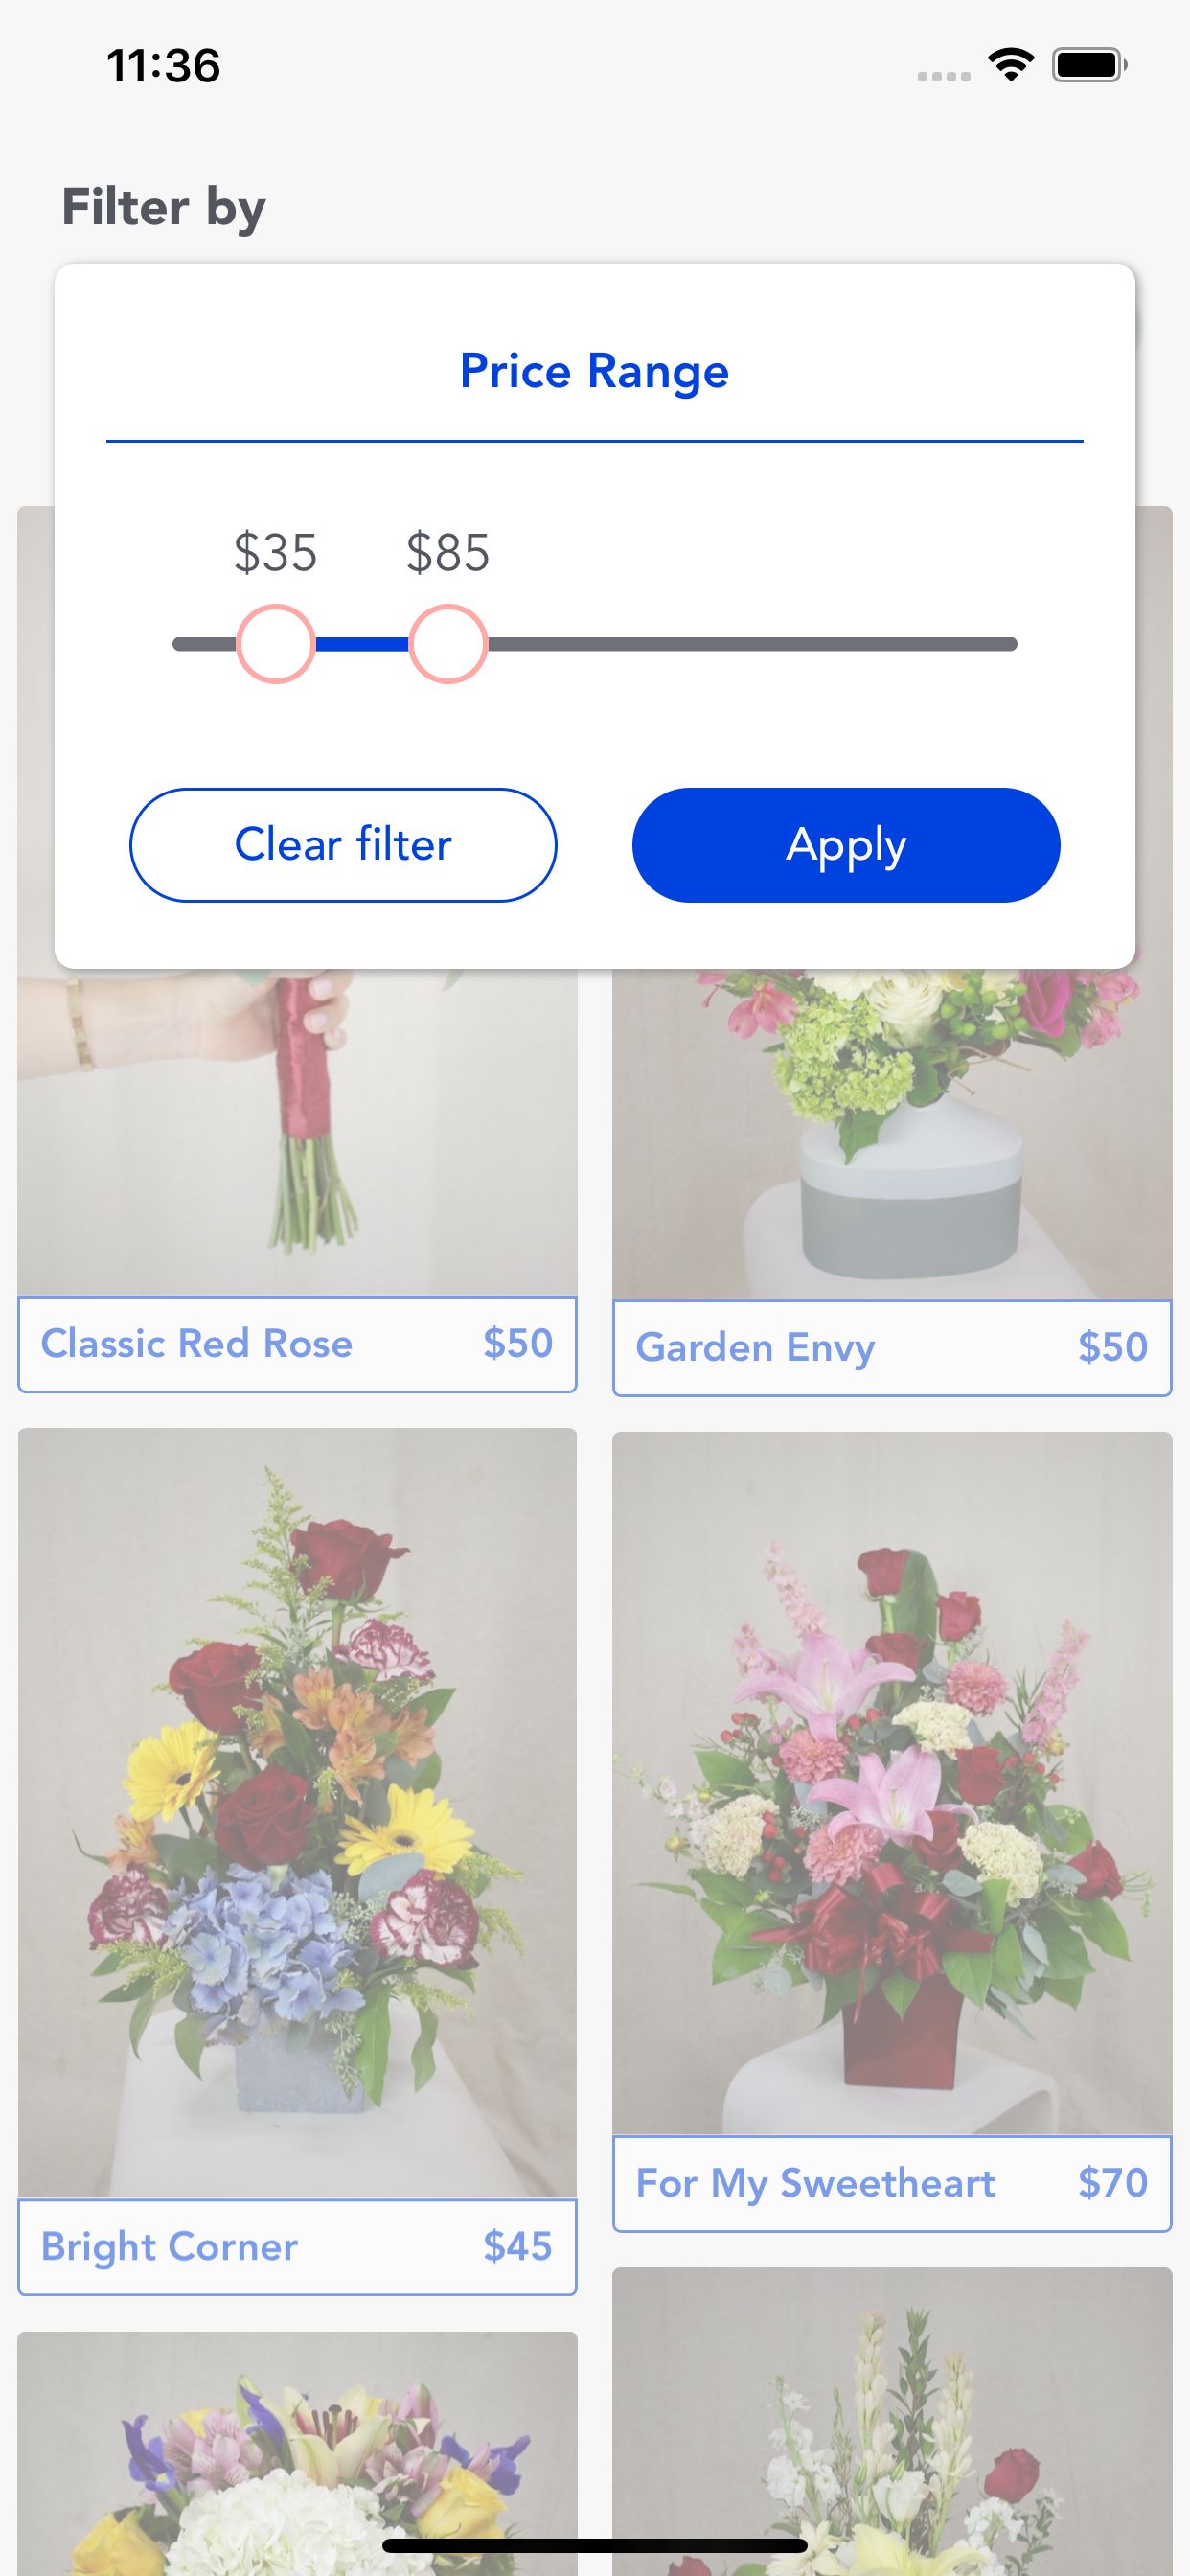 11:36
Filter by
Price Range
$35 $85
Clear filter Apply
Classic Red Rose $50
Garden Envy $50
Bright Corner $45
For My Sweetheart $70